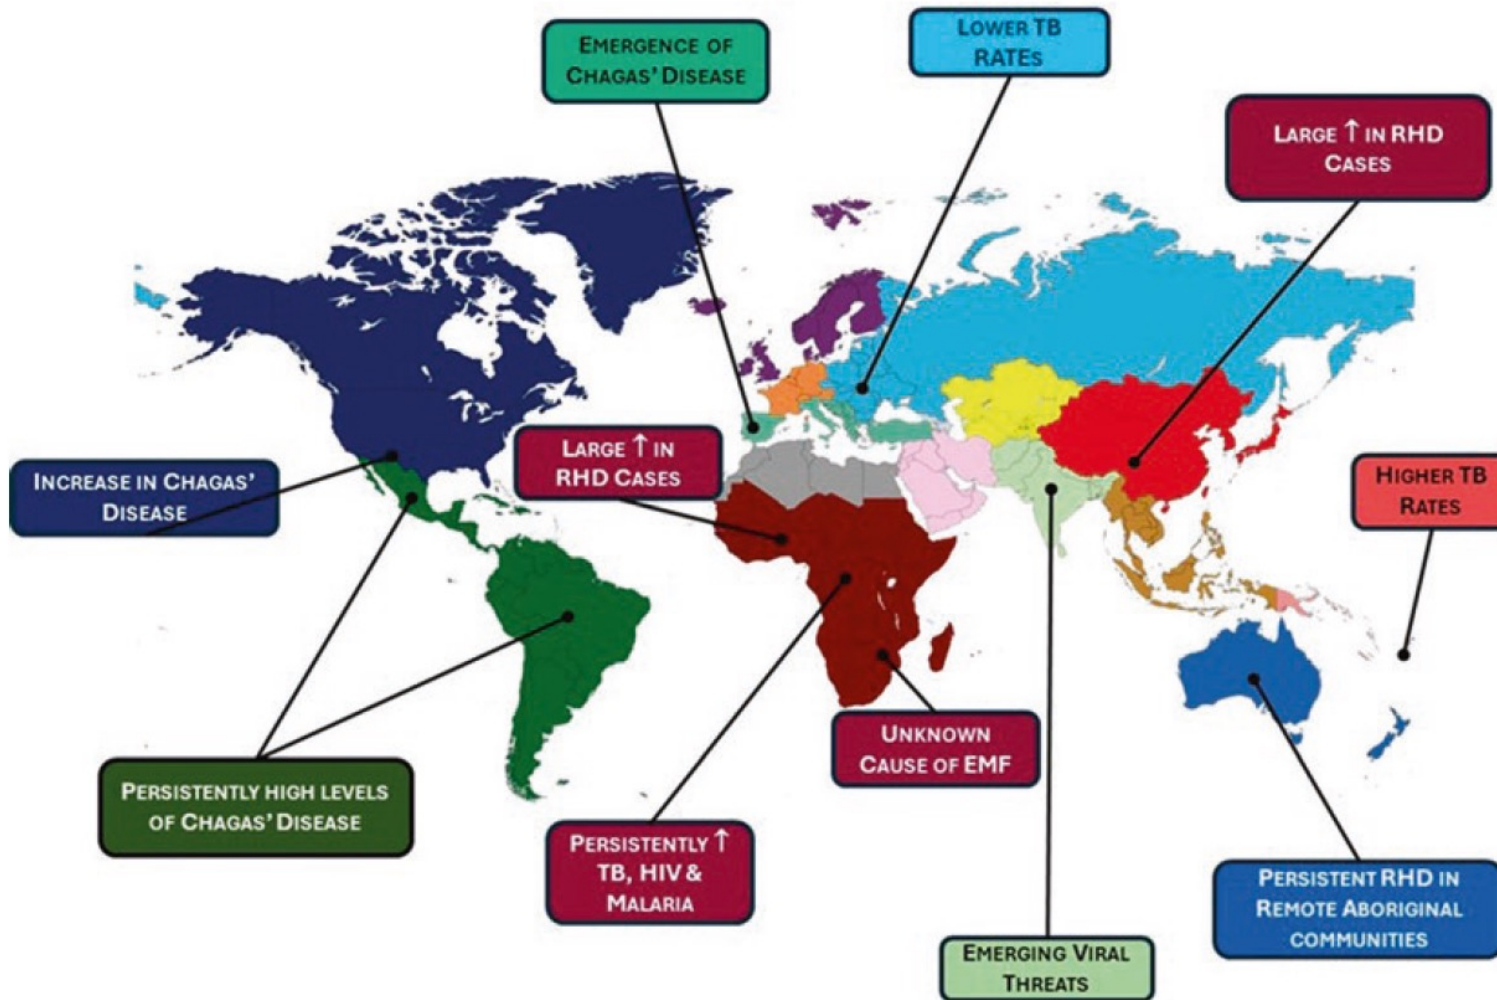 EMERGENCE OF
CHAGAS' DISEASE
LOWER TB
RATES
LARGE ↑ IN RHD
CASES
LARGE ↑ IN
RHD CASES
INCREASE IN CHAGAS'
DISEASE
HIGHER TB
RATES
UNKNOWN
CAUSE OF EMF
PERSISTENTLY HIGH LEVELS
OF CHAGAS' DISEASE
PERSISTENTLY ↑
TB, HIV &
MALARIA
PERSISTENT RHD IN
REMOTE ABORIGINAL
COMMUNITIES
EMERGING VIRAL
THREATS